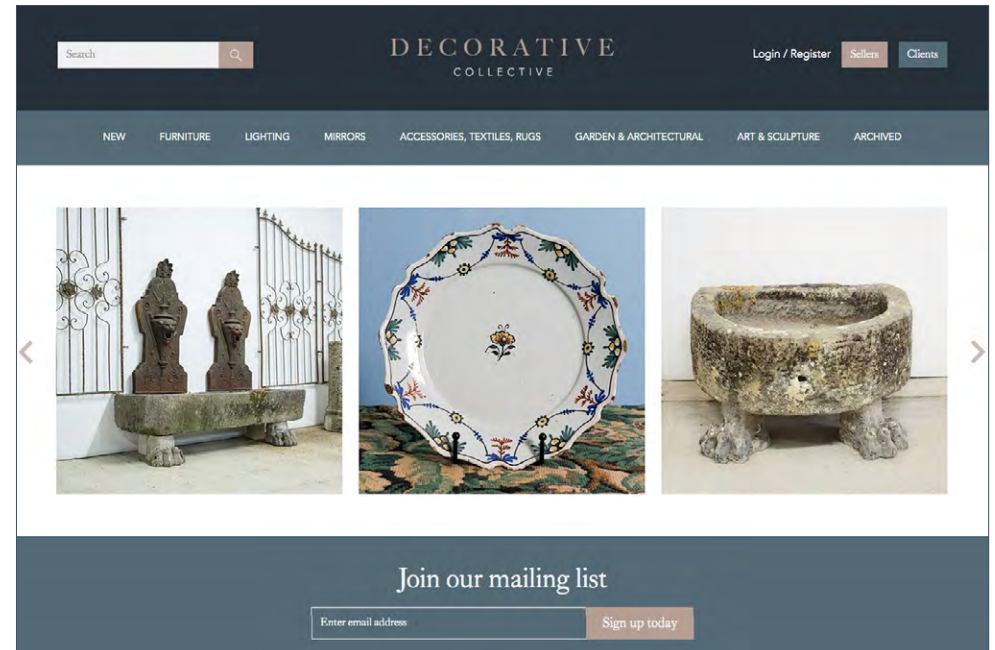 Search
DECORATIVE
COLLECTIVE
Login / Register
Sellers
Clients
NEW FURNITURE LIGHTING MIRRORS ACCESSORIES, TEXTILES, RUGS GARDEN & ARCHITECTURAL ART & SCULPTURE ARCHIVED
Join our mailing list
Enter email address
Sign up today